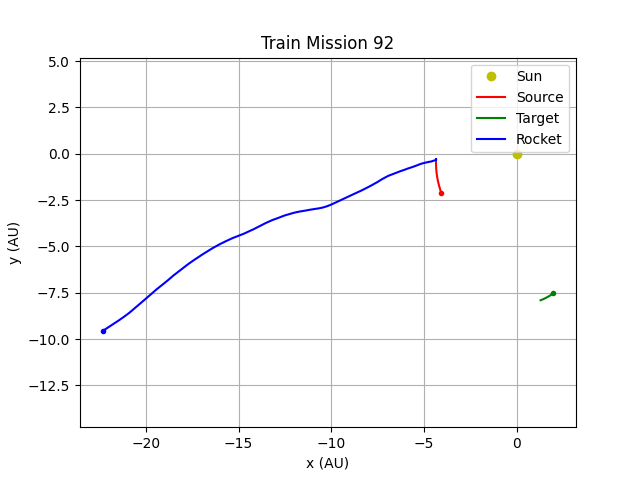 Train Mission 92
Sun
Source
Target
Rocket
5.0
2.5
0.0
−2.5
−5.0
−7.5
−10.0
−12.5
y (AU)
−20
−15
−10
−5
0
x (AU)